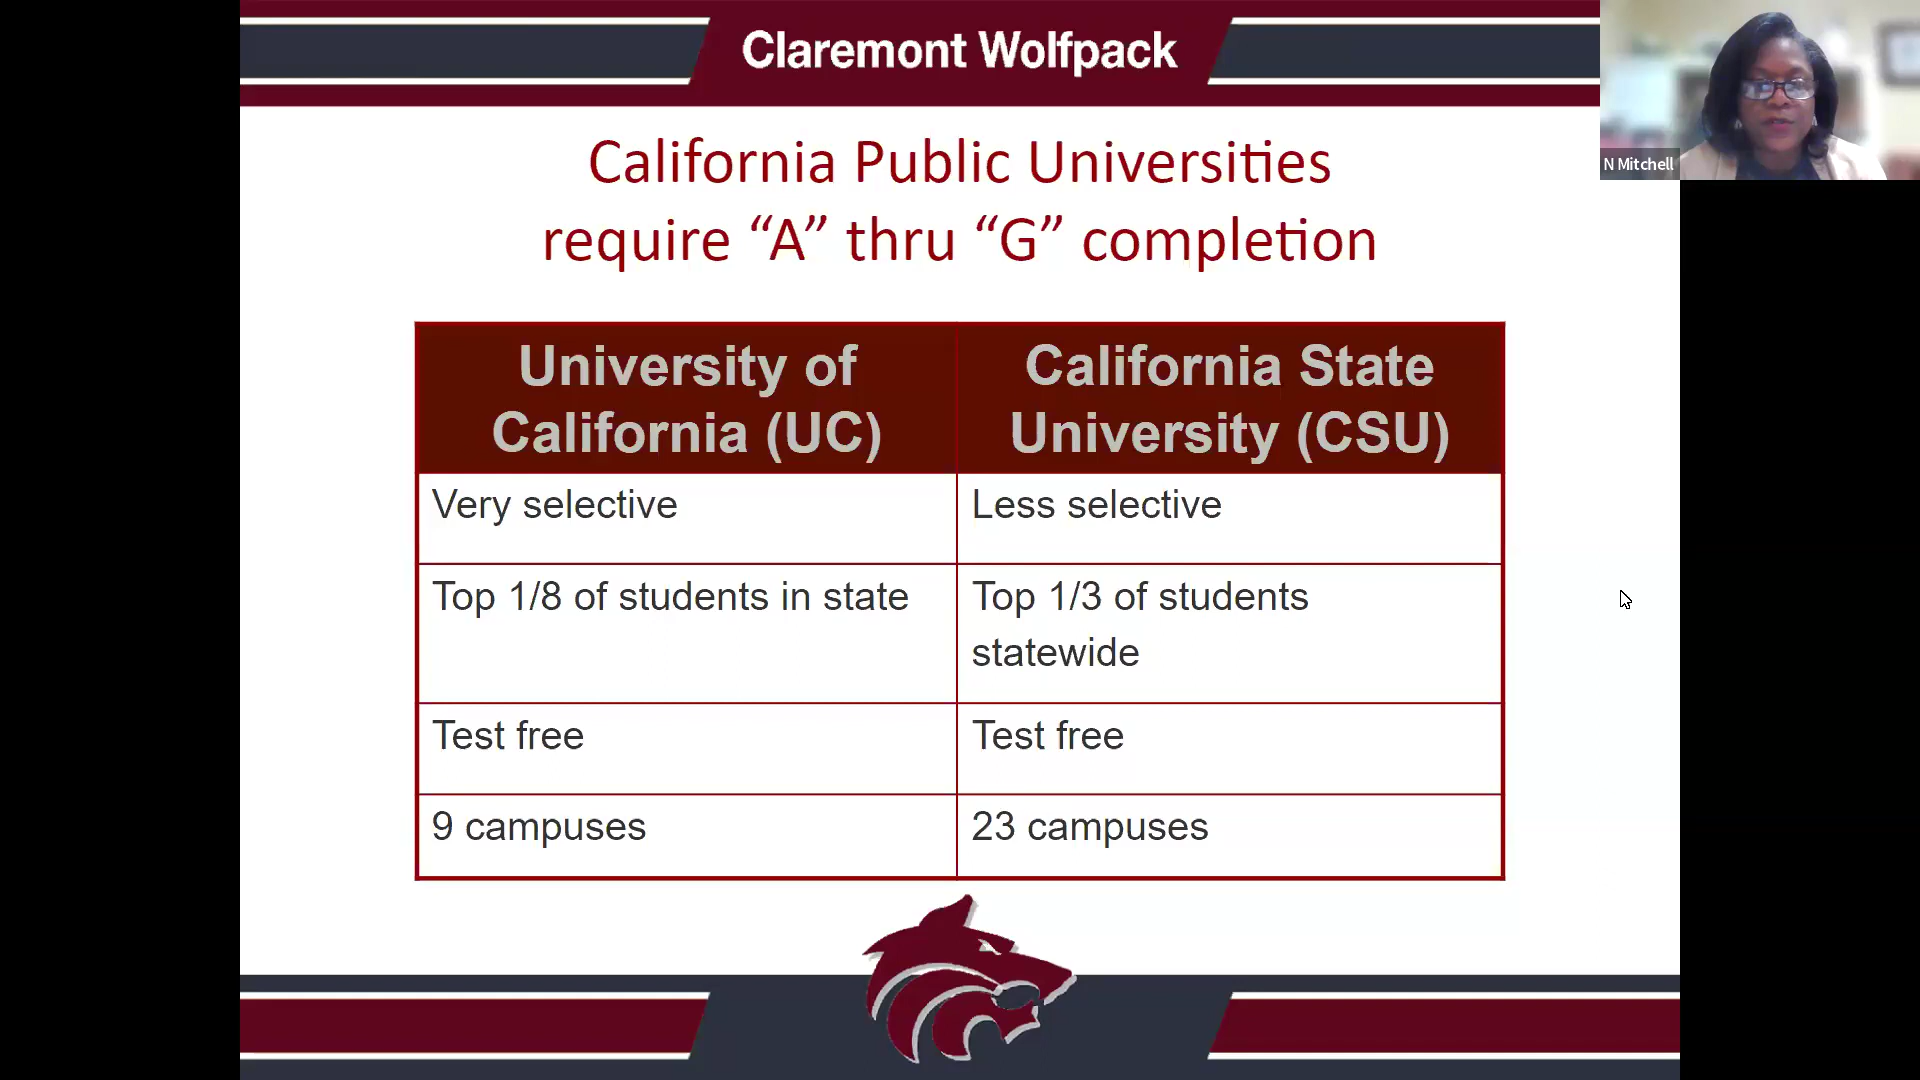 Claremont Wolfpack
N Mitchell
California Public Universities
require “A” thru “G” completion
University of
California (UC)
California State
University (CSU)
Very selective
Less selective
Top 1/8 of students in state
Top 1/3 of students
statewide
Test free
Test free
9 campuses
23 campuses